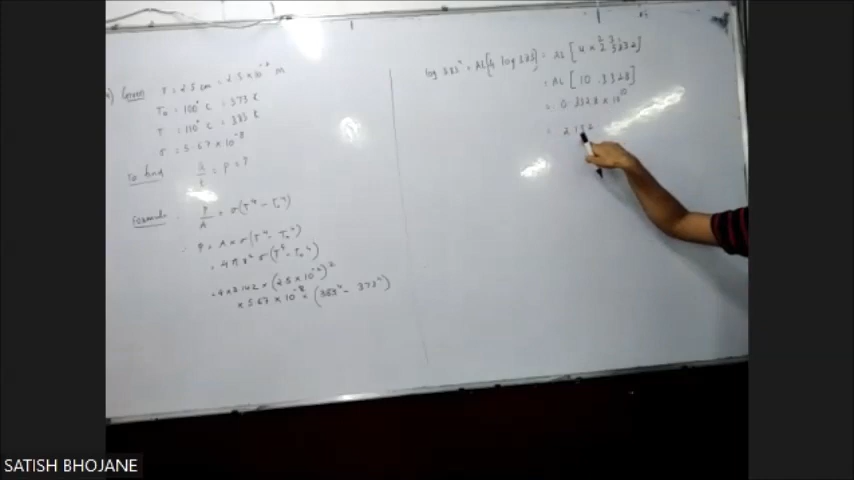 Given r = 2.5 cm = 2.5 × 10⁻² m
T₀ = 100° C = 373 K
T = 110° C = 383 K
σ = 5.67 × 10⁻⁸
To find Q/t = P = ?
Formula P/A = σ(T⁴ - T₀⁴)
P = A × σ(T⁴ - T₀⁴)
= 4πr² σ(T⁴ - T₀⁴)
= 4 × 3.142 × (2.5 × 10⁻²)²
× 5.67 × 10⁻⁸ × (383⁴ - 373⁴)
log 383⁴ = AL[4 log 383] = AL[4 × 2.5832]
= AL [10.3328]
= 0.3328 × 10¹⁰
= 2152
SATISH BHOJANE